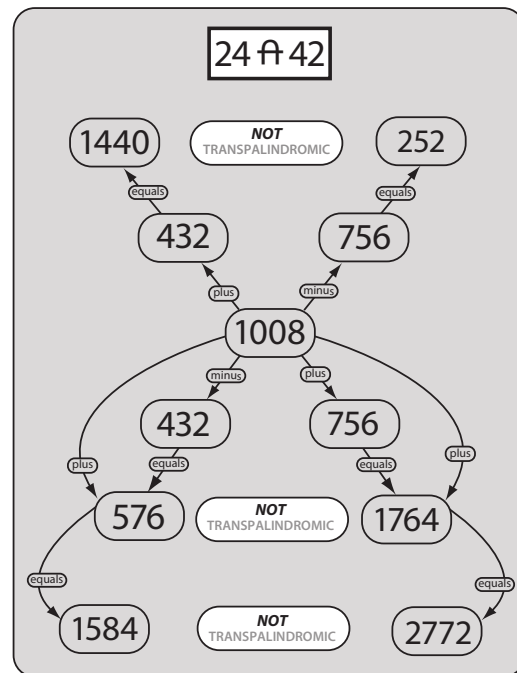 24 ⩀ 42
1440
NOT
TRANSPALINDROMIC
252
equals
equals
432
756
plus
minus
1008
minus
plus
432
756
plus
plus
equals
equals
576
NOT
TRANSPALINDROMIC
1764
equals
equals
1584
NOT
TRANSPALINDROMIC
2772